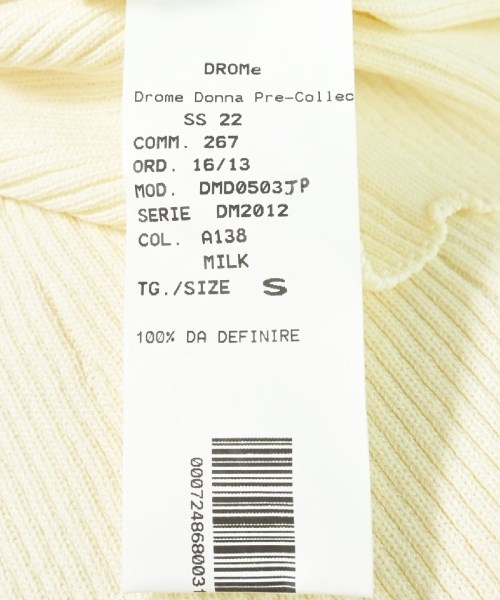 DROMe
Drome Donna Pre-Collec
SS 22
COMM. 267
ORD. 16/13
MOD. DMD0503JP
SERIE DM2012
COL. A138
MILK
TG./SIZE S
100% DA DEFINIRE
0007248680031